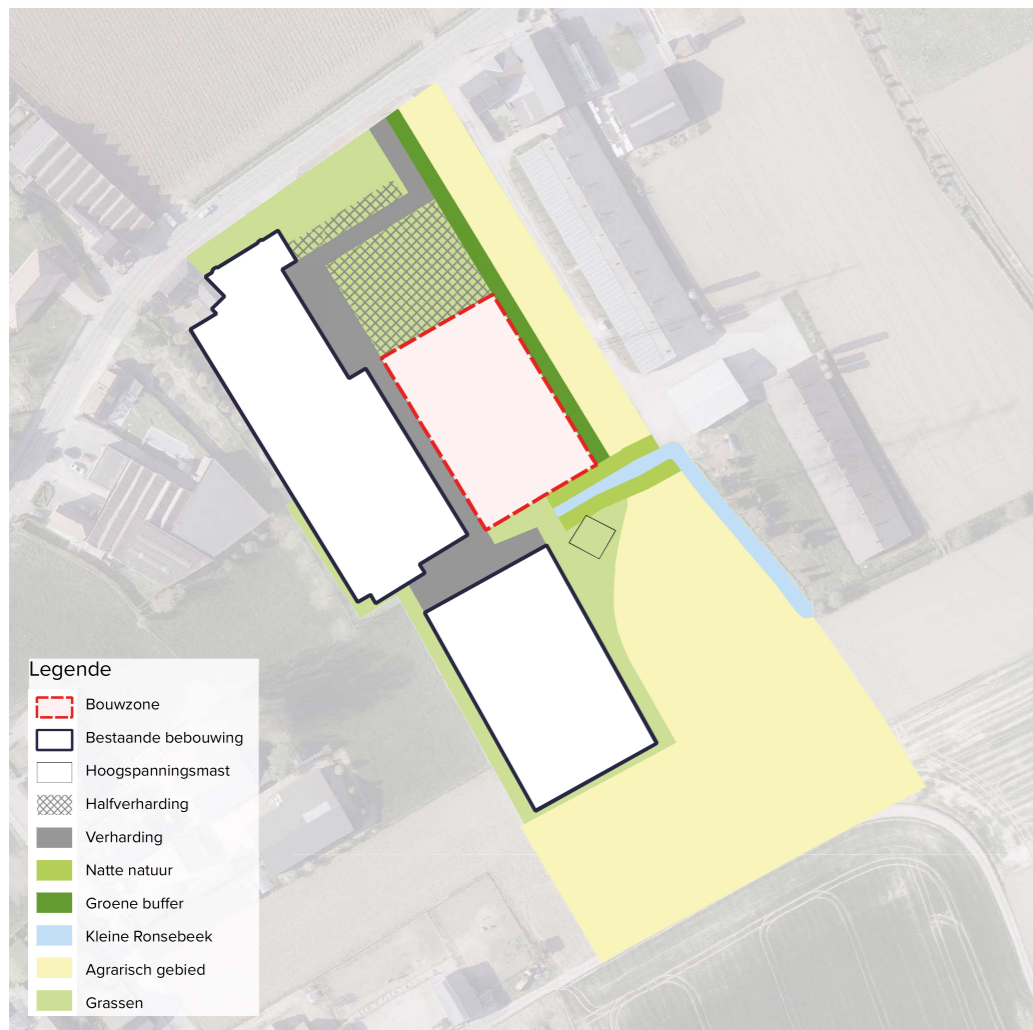 Legende
Bouwzone
Bestaande bebouwing
Hoogspanningsmast
Halfverharding
Verharding
Natte natuur
Groene buffer
Kleine Ronsebeek
Agrarisch gebied
Grassen